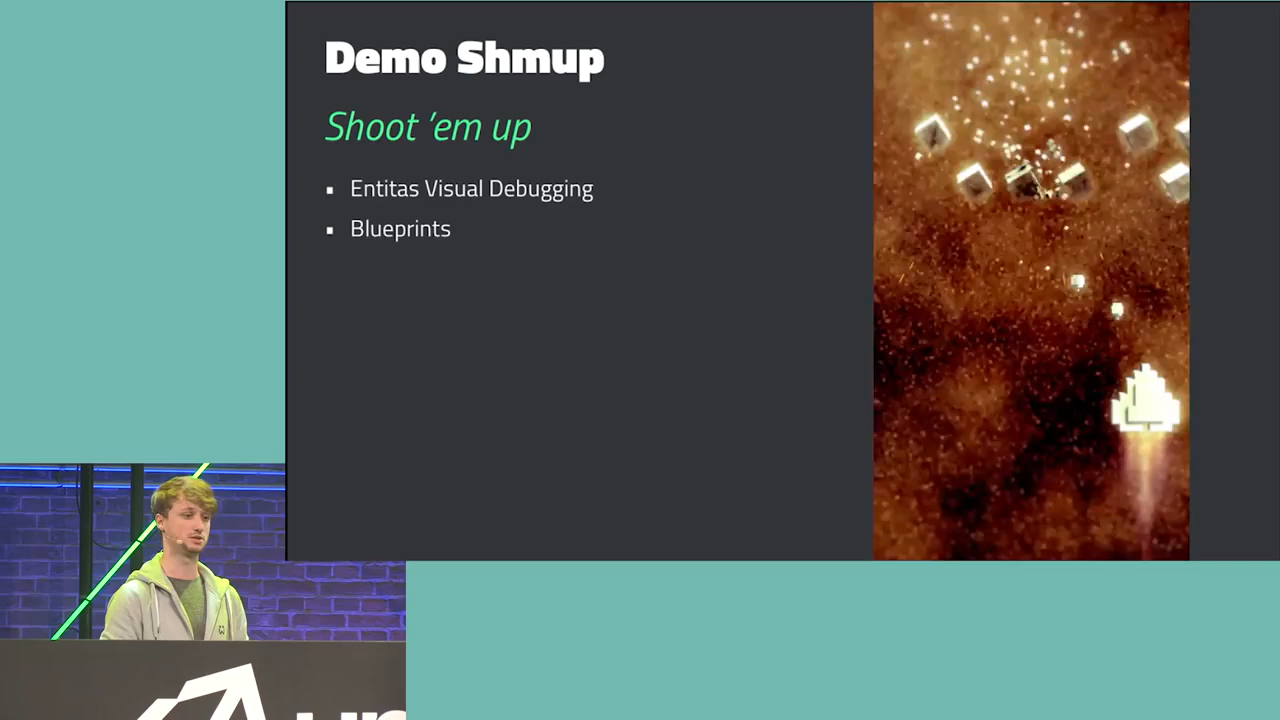 Demo Shmup
Shoot ’em up
▪ Entitas Visual Debugging
▪ Blueprints